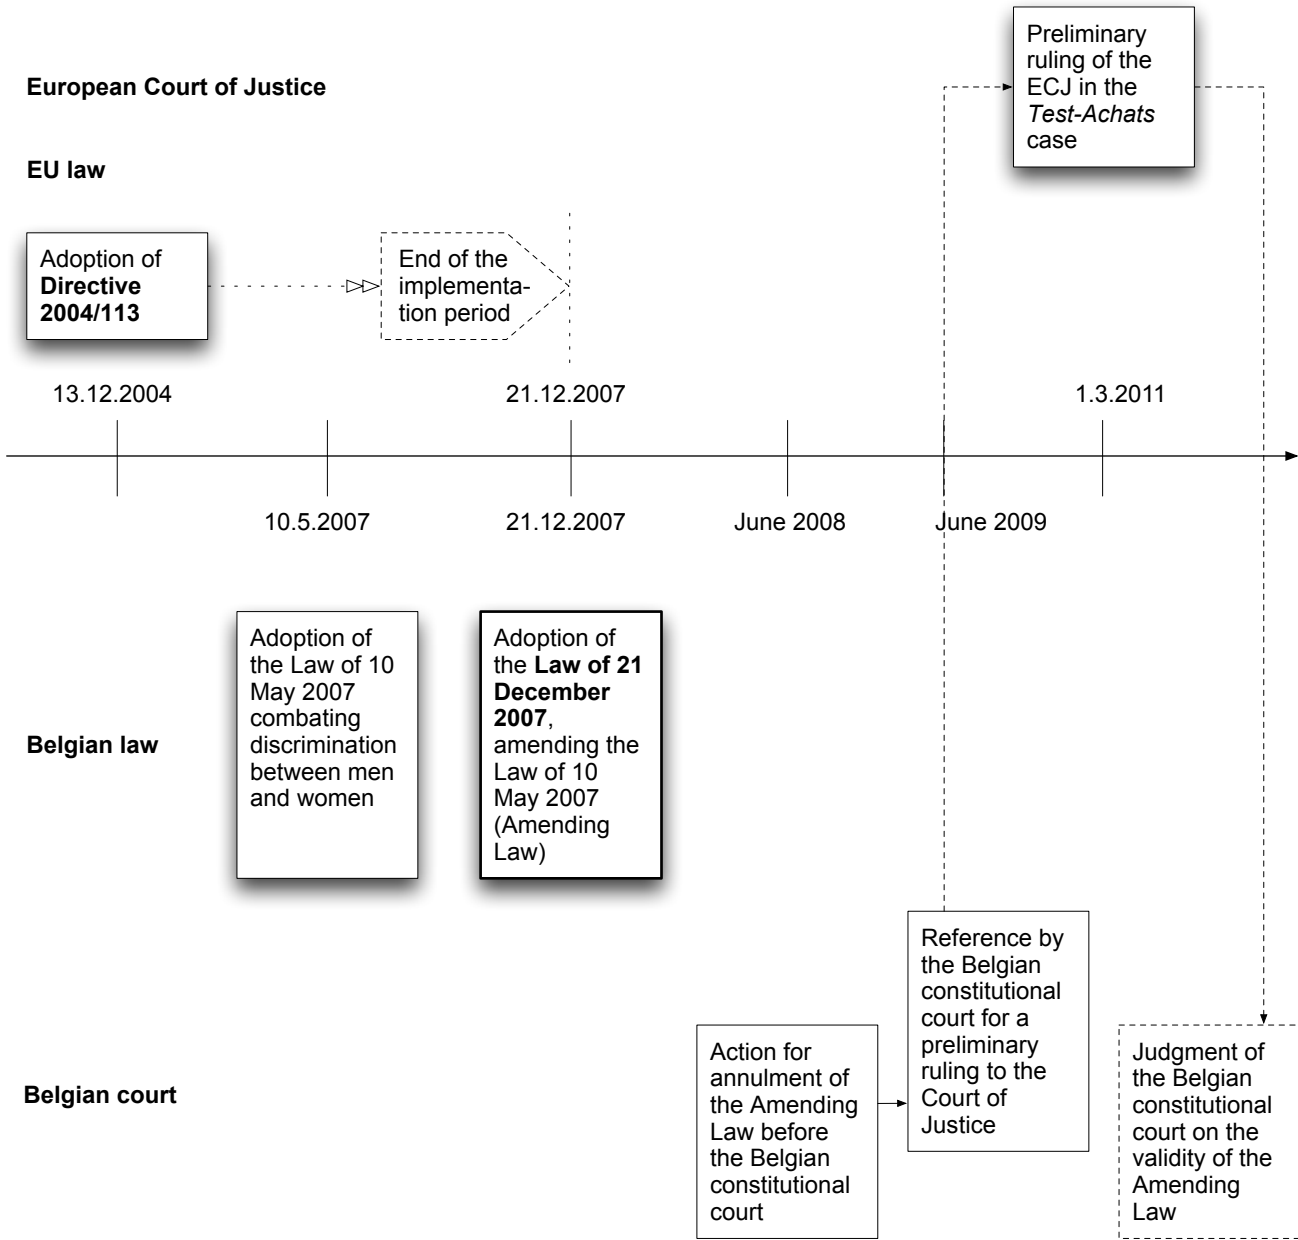 Preliminary
ruling of the
ECJ in the
Test-Achats
case
European Court of Justice
EU law
Adoption of
Directive
2004/113
End of the
implementa-
tion period
13.12.2004
21.12.2007
1.3.2011
10.5.2007
21.12.2007
June 2008
June 2009
Belgian law
Adoption of
the Law of 10
May 2007
combating
discrimination
between men
and women
Adoption of
the Law of 21
December
2007,
amending the
Law of 10
May 2007
(Amending
Law)
Belgian court
Action for
annulment of
the Amending
Law before
the Belgian
constitutional
court
Reference by
the Belgian
constitutional
court for a
preliminary
ruling to the
Court of
Justice
Judgment of
the Belgian
constitutional
court on the
validity of the
Amending
Law